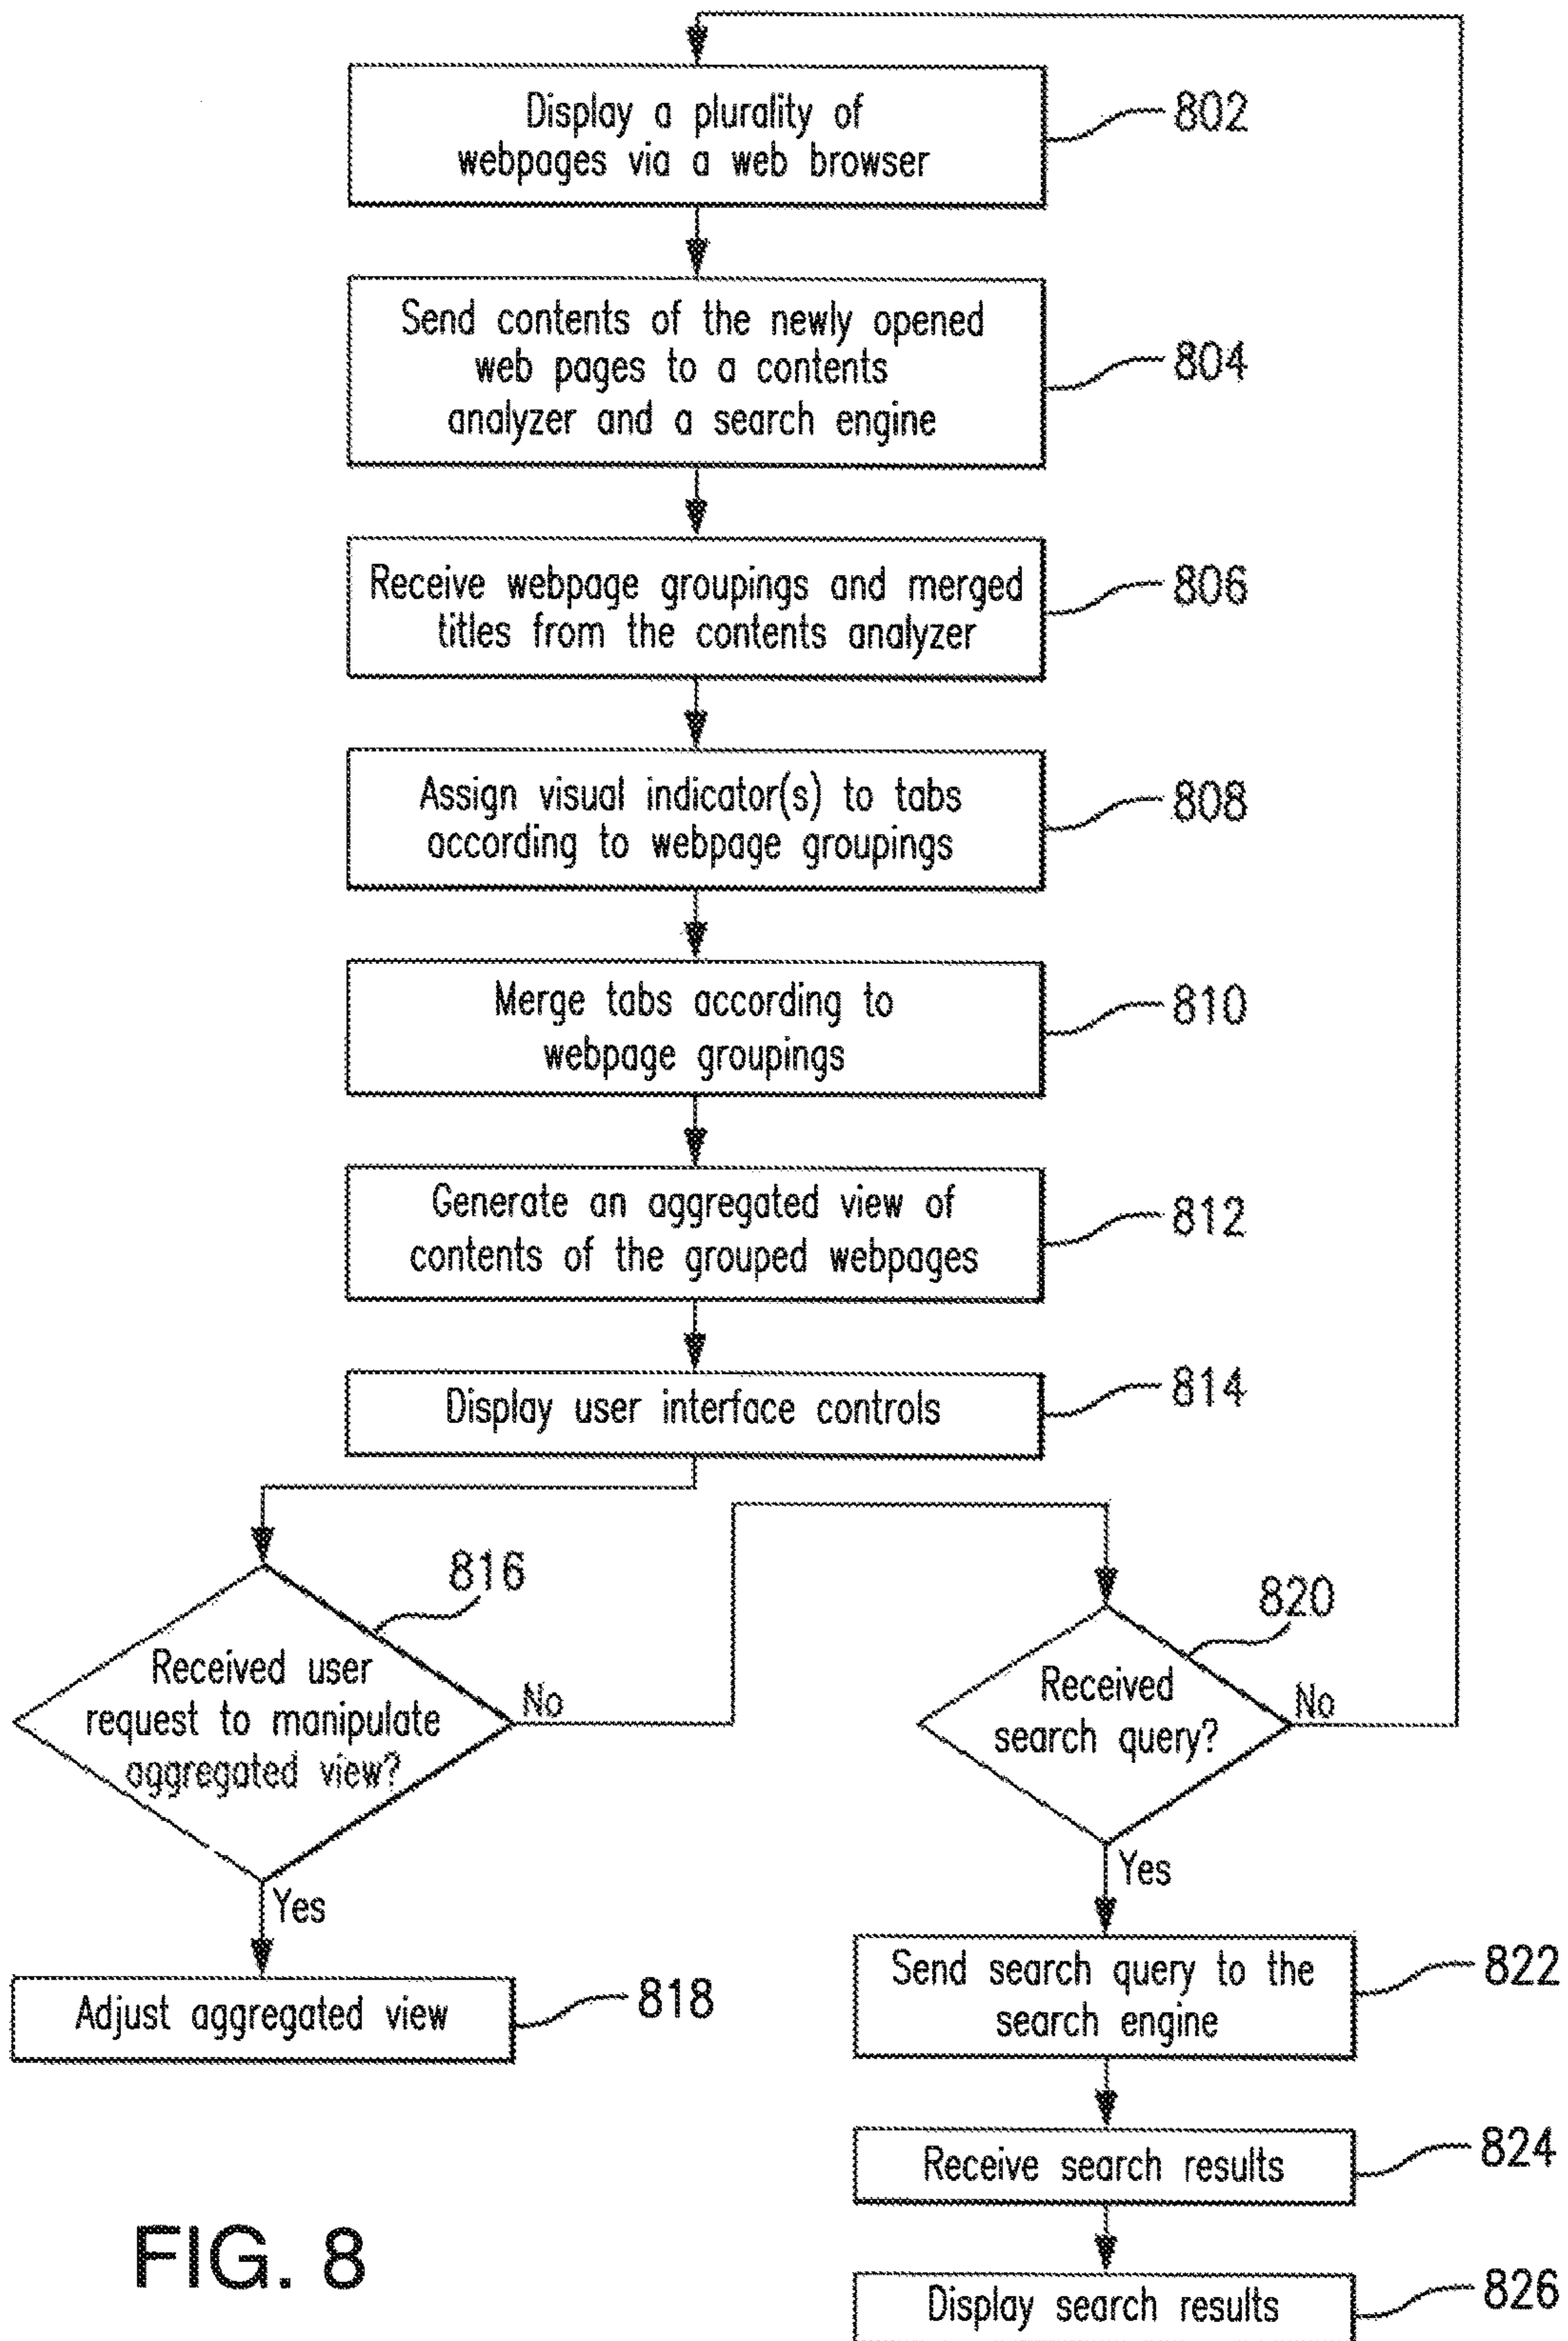 Display a plurality of
webpages via a web browser
802
Send contents of the newly opened
web pages to a contents
analyzer and a search engine
804
Receive webpage groupings and merged
titles from the contents analyzer
806
Assign visual indicator(s) to tabs
according to webpage groupings
808
Merge tabs according to
webpage groupings
810
Generate an aggregated view of
contents of the grouped webpages
812
Display user interface controls
814
816
Received user
request to manipulate
aggregated view?
No
Yes
Adjust aggregated view
818
820
Received
search query?
No
Yes
Send search query to the
search engine
822
Receive search results
824
Display search results
826
FIG. 8